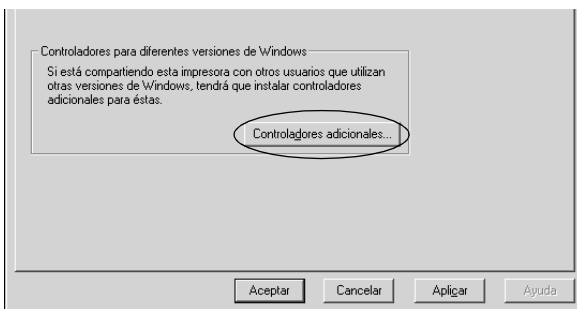 Controladores para diferentes versiones de Windows
Si está compartiendo esta impresora con otros usuarios que utilizan
otras versiones de Windows, tendrá que instalar controladores
adicionales para éstas.
Controladores adicionales...
Aceptar Cancelar Aplicar Ayuda